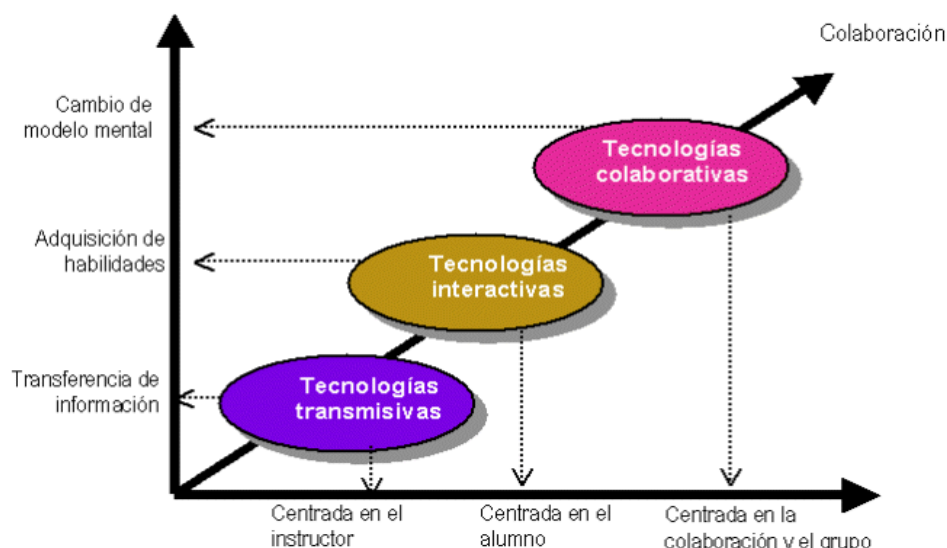 Colaboración
Cambio de
modelo mental
Tecnologías
colaborativas
Adquisición de
habilidades
Tecnologías
interactivas
Transferencia de
información
Tecnologías
transmisivas
Centrada en el
instructor
Centrada en el
alumno
Centrada en la
colaboración y el grupo